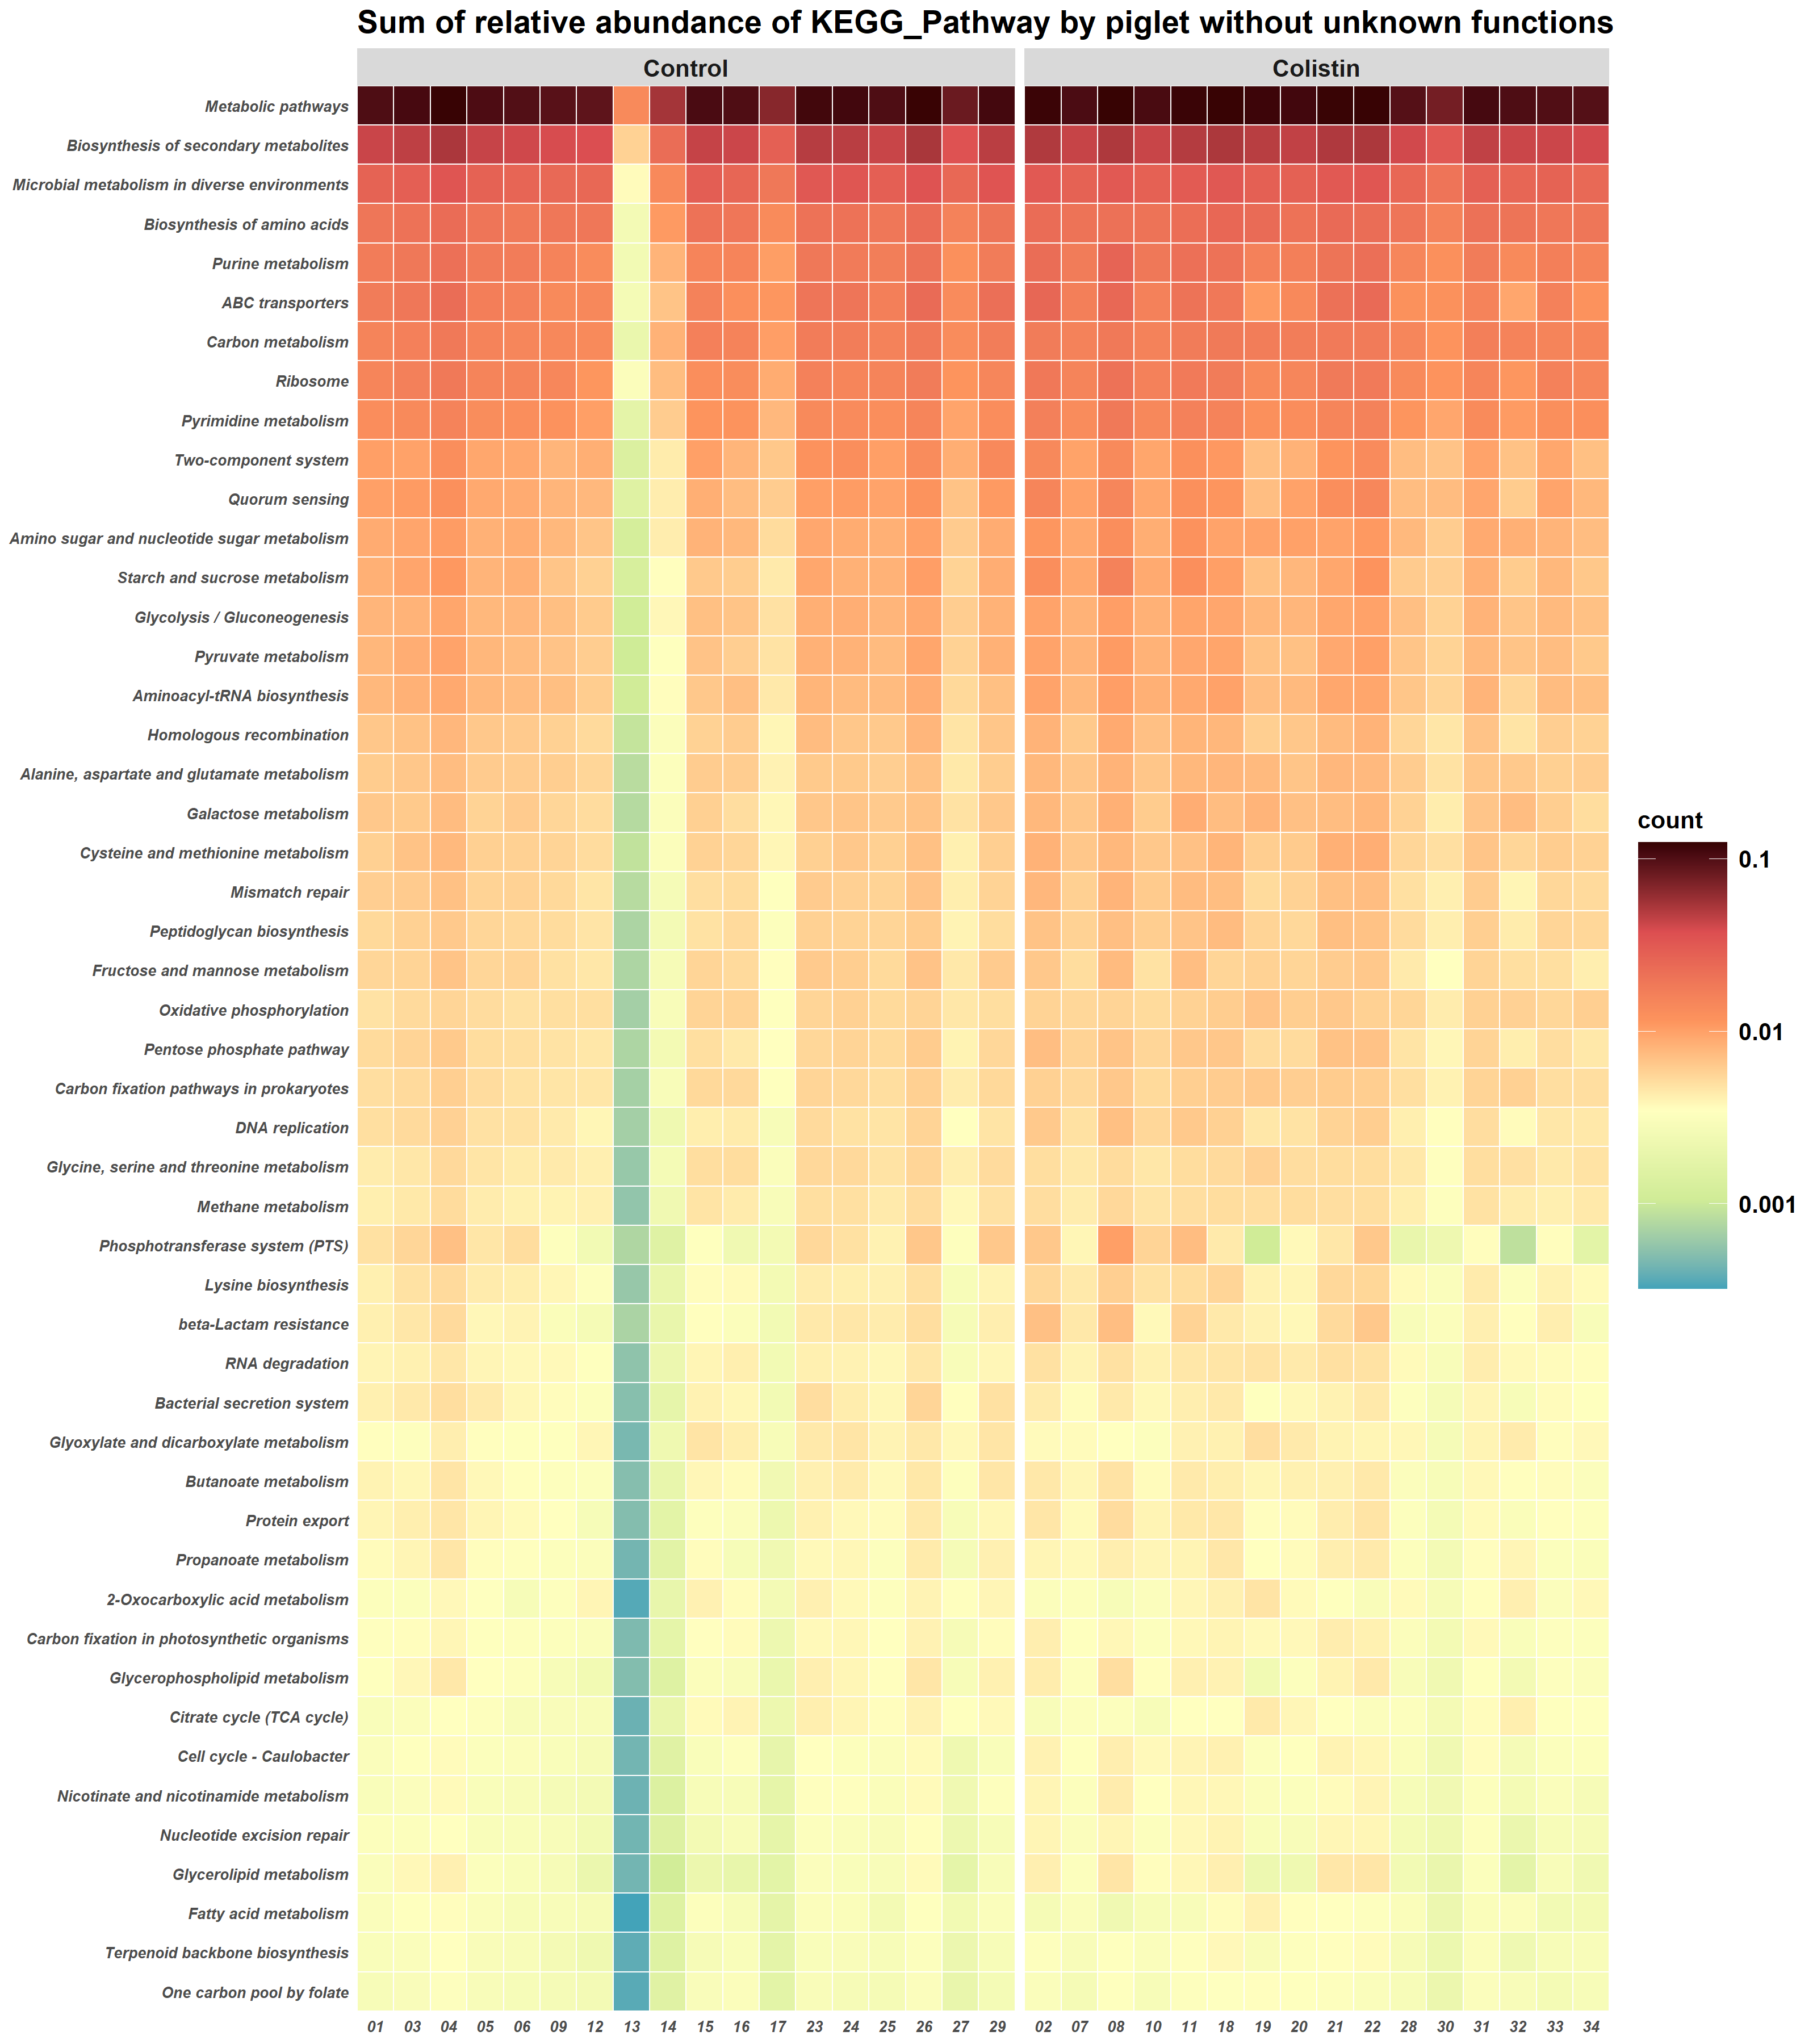 Sum of relative abundance of KEGG_Pathway by piglet without unknown functions
Control
Colistin
Metabolic pathways
Biosynthesis of secondary metabolites
Microbial metabolism in diverse environments
Biosynthesis of amino acids
Purine metabolism
ABC transporters
Carbon metabolism
Ribosome
Pyrimidine metabolism
Two-component system
Quorum sensing
Amino sugar and nucleotide sugar metabolism
Starch and sucrose metabolism
Glycolysis / Gluconeogenesis
Pyruvate metabolism
Aminoacyl-tRNA biosynthesis
Homologous recombination
Alanine, aspartate and glutamate metabolism
Galactose metabolism
Cysteine and methionine metabolism
Mismatch repair
Peptidoglycan biosynthesis
Fructose and mannose metabolism
Oxidative phosphorylation
Pentose phosphate pathway
Carbon fixation pathways in prokaryotes
DNA replication
Glycine, serine and threonine metabolism
Methane metabolism
Phosphotransferase system (PTS)
Lysine biosynthesis
beta-Lactam resistance
RNA degradation
Bacterial secretion system
Glyoxylate and dicarboxylate metabolism
Butanoate metabolism
Protein export
Propanoate metabolism
2-Oxocarboxylic acid metabolism
Carbon fixation in photosynthetic organisms
Glycerophospholipid metabolism
Citrate cycle (TCA cycle)
Cell cycle - Caulobacter
Nicotinate and nicotinamide metabolism
Nucleotide excision repair
Glycerolipid metabolism
Fatty acid metabolism
Terpenoid backbone biosynthesis
One carbon pool by folate
01 03 04 05 06 09 12 13 14 15 16 17 23 24 25 26 27 29
02 07 08 10 11 18 19 20 21 22 28 30 31 32 33 34
count
0.1
0.01
0.001